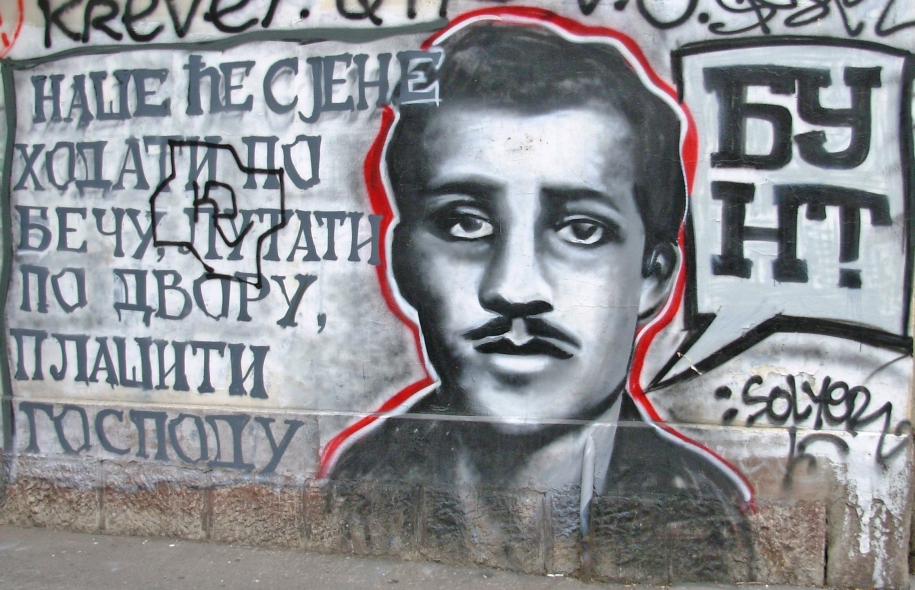 НАШЕ ЋЕ СЈЕНЕ
ХОДАТИ ПО
БЕЧУ, ЛУТАТИ
ПО ДВОРУ,
ПЛАШИТИ
ГОСПОДУ
БУ
НТ!